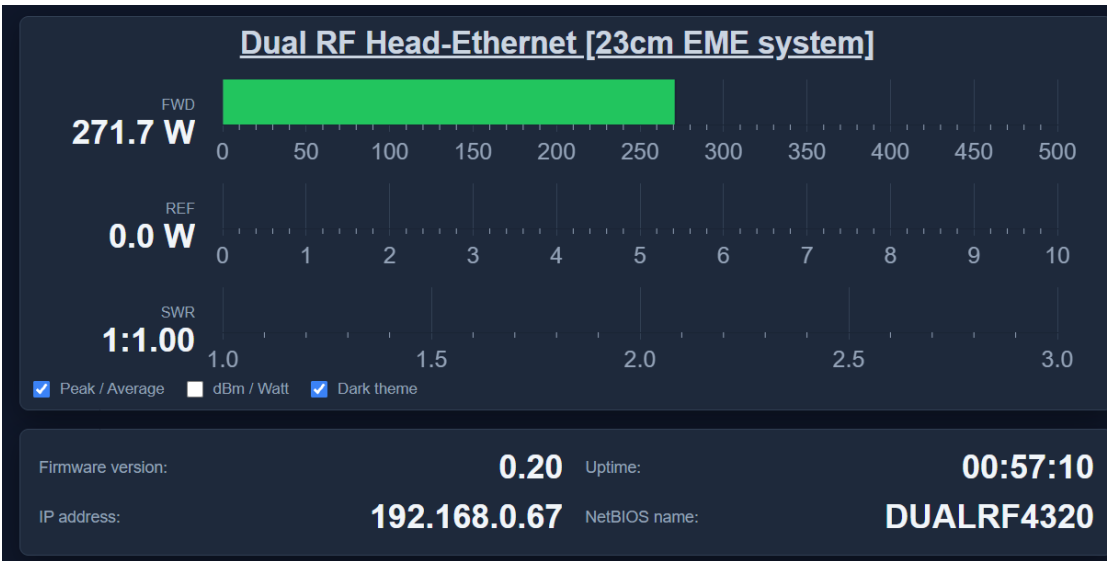 Dual RF Head-Ethernet [23cm EME system]
FWD
271.7 W
0 50 100 150 200 250 300 350 400 450 500
REF
0.0 W
0 1 2 3 4 5 6 7 8 9 10
SWR
1:1.00
1.0 1.5 2.0 2.5 3.0
Peak / Average dBm / Watt Dark theme
Firmware version: 0.20 Uptime: 00:57:10
IP address: 192.168.0.67 NetBIOS name: DUALRF4320